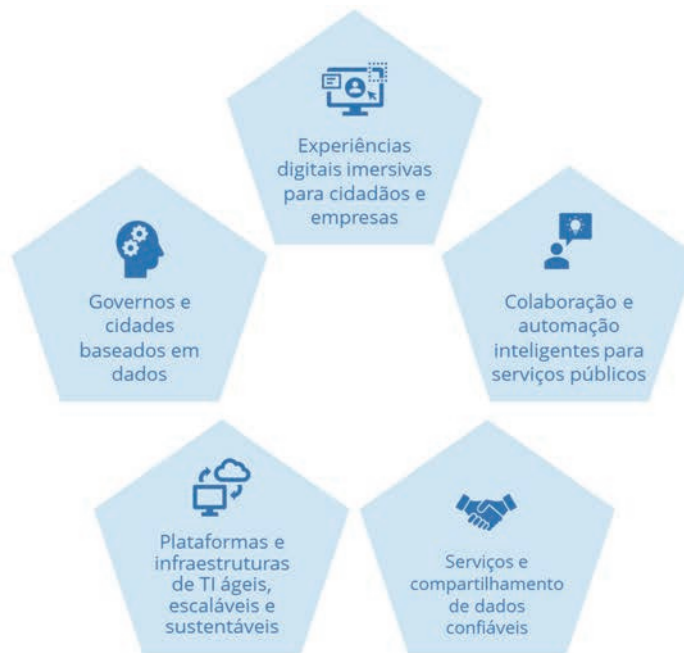 Experiências
digitais imersivas
para cidadãos e
empresas
Governos e
cidades
baseados em
dados
Colaboração e
automação
inteligentes para
serviços públicos
Plataformas e
infraestruturas
de TI ágeis,
escaláveis e
sustentáveis
Serviços e
compartilhamento
de dados
confiáveis